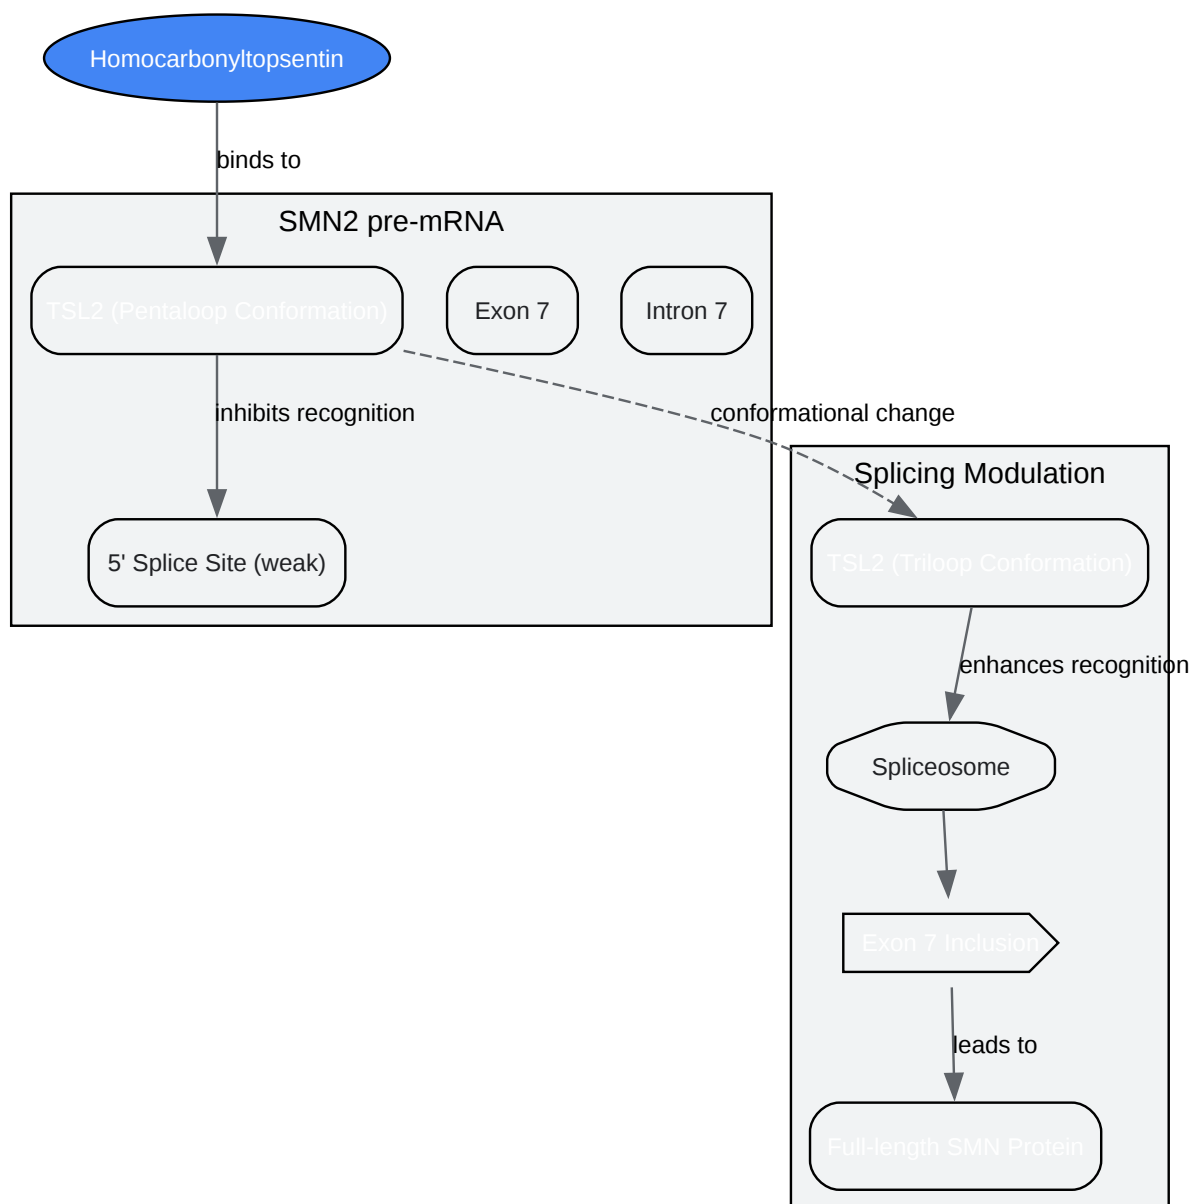 Homocarbonyltopsentin
binds to
SMN2 pre-mRNA
TSL2 (Pentaloop Conformation)
Exon 7
Intron 7
inhibits recognition
conformational change
Splicing Modulation
5' Splice Site (weak)
TSL2 (Triloop Conformation)
enhances recognition
Spliceosome
Exon 7 Inclusion
leads to
Full-length SMN Protein